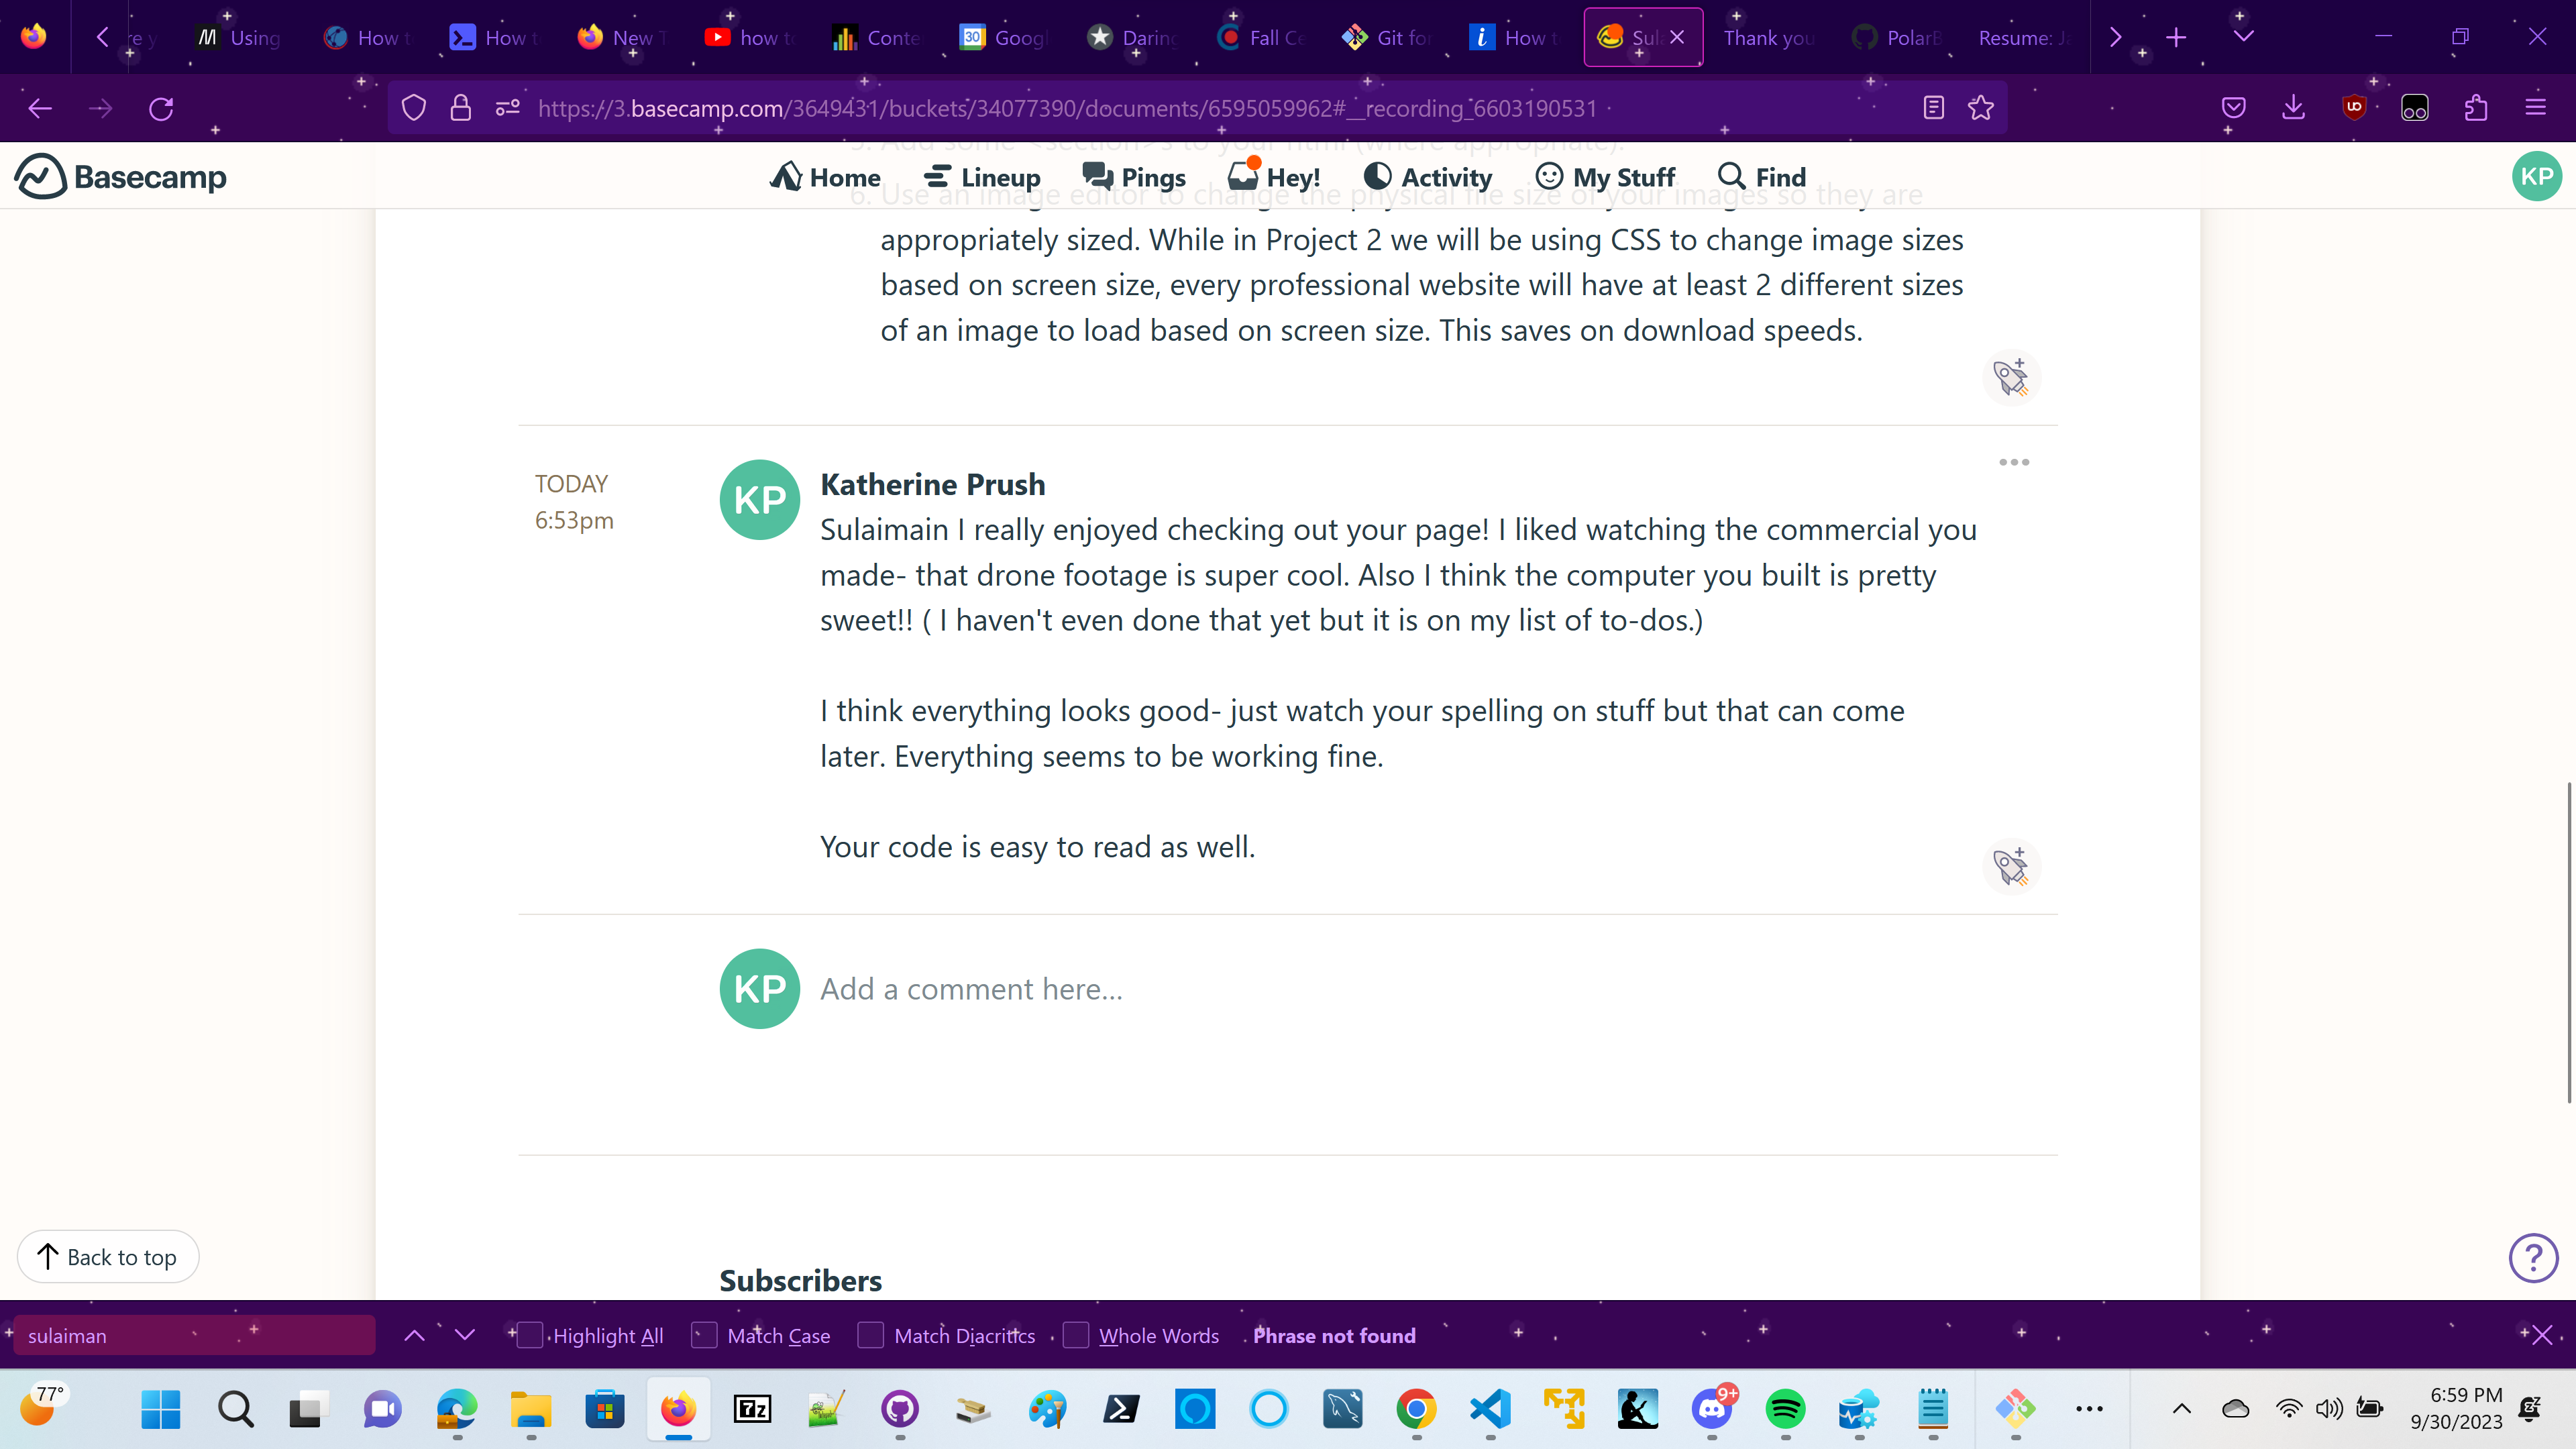 Using
How t
How t
New T
how to
Conte
Googl
Daring
Fall Ce
Git for
How t
Sula
Thank you
PolarB
Resume: Ja
https://3.basecamp.com/3649431/buckets/34077390/documents/6595059962#__recording_6603190531
Basecamp
Home
Lineup
Pings
Hey!
Activity
My Stuff
Find
KP
5. Add some <section>s to your html (where appropriate).
6. Use an image editor to change the physical file size of your images so they are
appropriately sized. While in Project 2 we will be using CSS to change image sizes
based on screen size, every professional website will have at least 2 different sizes
of an image to load based on screen size. This saves on download speeds.
TODAY
6:53pm
KP
Katherine Prush
Sulaimain I really enjoyed checking out your page! I liked watching the commercial you
made- that drone footage is super cool. Also I think the computer you built is pretty
sweet!! ( I haven't even done that yet but it is on my list of to-dos.)
I think everything looks good- just watch your spelling on stuff but that can come
later. Everything seems to be working fine.
Your code is easy to read as well.
KP
Add a comment here...
Back to top
Subscribers
sulaiman
Highlight All
Match Case
Match Diacritics
Whole Words
Phrase not found
77°
7z
9+
6:59 PM
9/30/2023